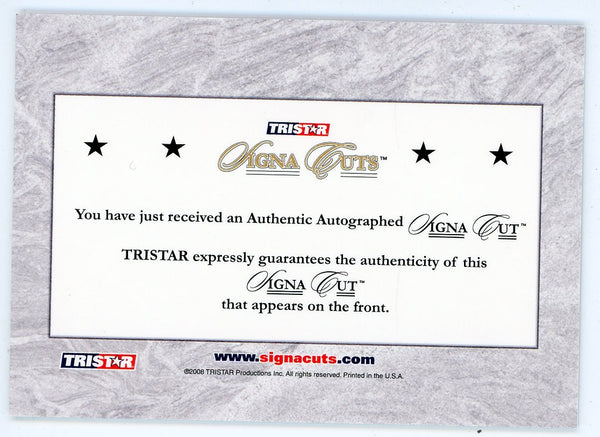 TRISTAR
SIGNA CUTS™
You have just received an Authentic Autographed SIGNA CUT™
TRISTAR expressly guarantees the authenticity of this
SIGNA CUT™
that appears on the front.
TRISTAR
www.signacuts.com
©2008 TRISTAR Productions Inc, All rights reserved. Printed in the U.S.A.